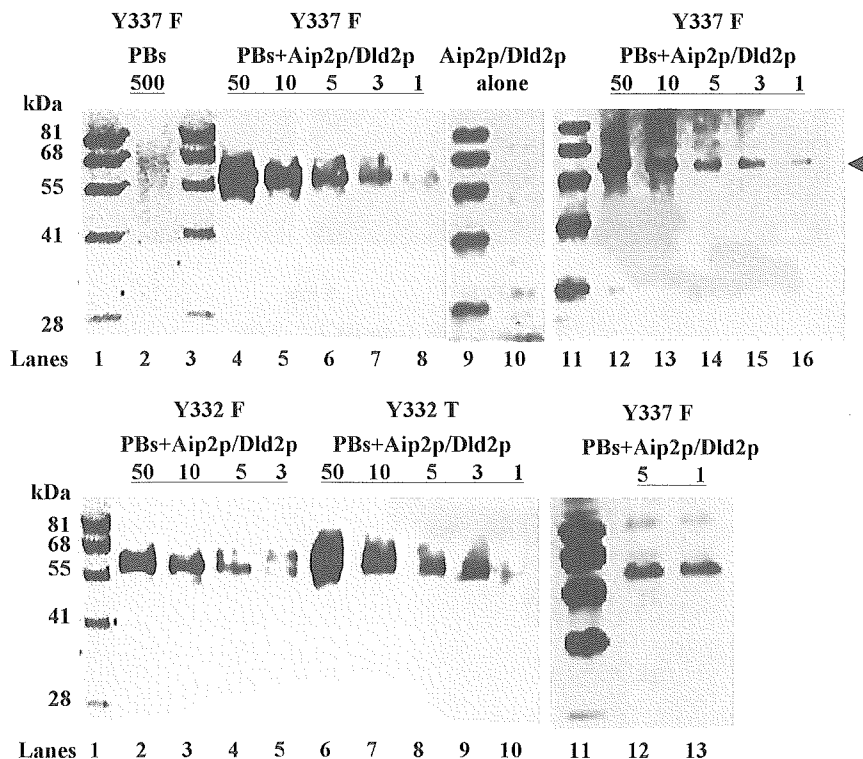 Y337 F Y337 F Y337 F
PBs PBs+Aip2p/Dld2p Aip2p/Dld2p PBs+Aip2p/Dld2p
500 50 10 5 3 1 alone 50 10 5 3 1
kDa
81
68
55
41
28
Lanes 1 2 3 4 5 6 7 8 9 10 11 12 13 14 15 16
Y332 F Y332 T Y337 F
PBs+Aip2p/Dld2p PBs+Aip2p/Dld2p PBs+Aip2p/Dld2p
50 10 5 3 50 10 5 3 1 5 1
kDa
81
68
55
41
28
Lanes 1 2 3 4 5 6 7 8 9 10 11 12 13